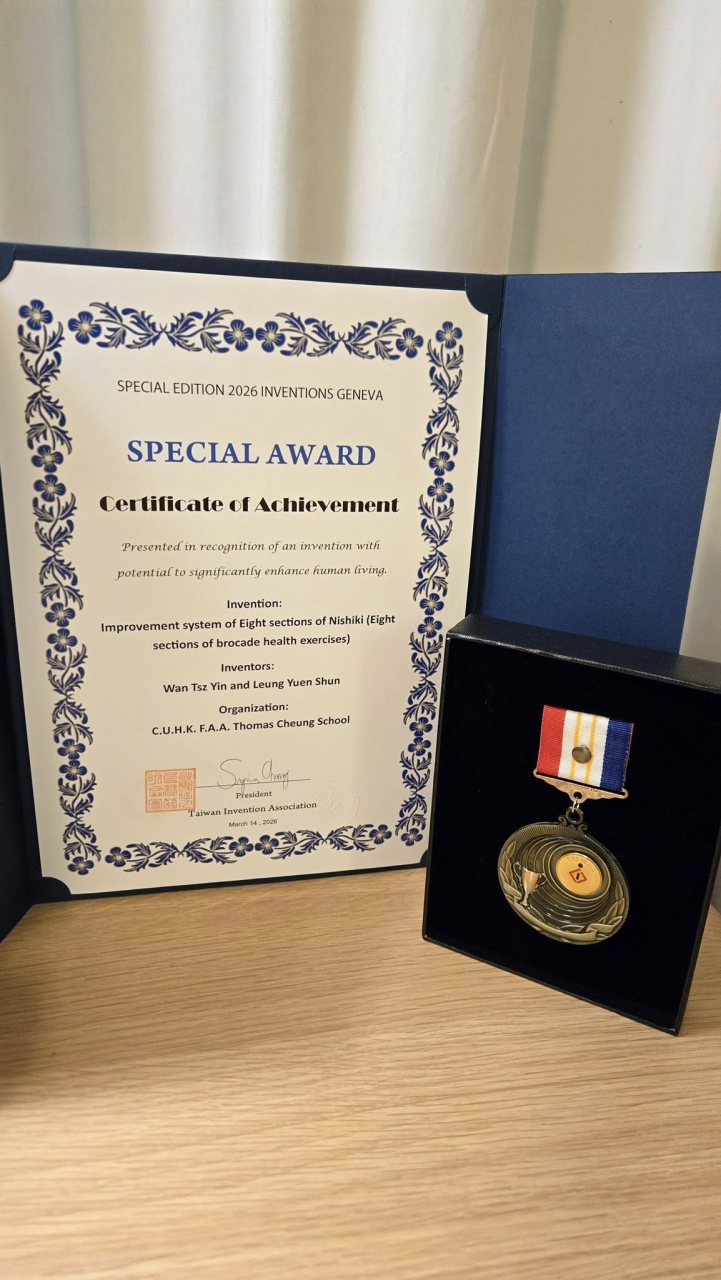 SPECIAL EDITION 2026 INVENTIONS GENEVA
SPECIAL AWARD
Certificate of Achievement
Presented in recognition of an invention with
potential to significantly enhance human living.
Invention:
Improvement system of Eight sections of Nishiki (Eight
sections of brocade health exercises)
Inventors:
Wan Tsz Yin and Leung Yuen Shun
Organization:
C.U.H.K. F.A.A. Thomas Cheung School
President
Taiwan Invention Association
March 14 , 2026